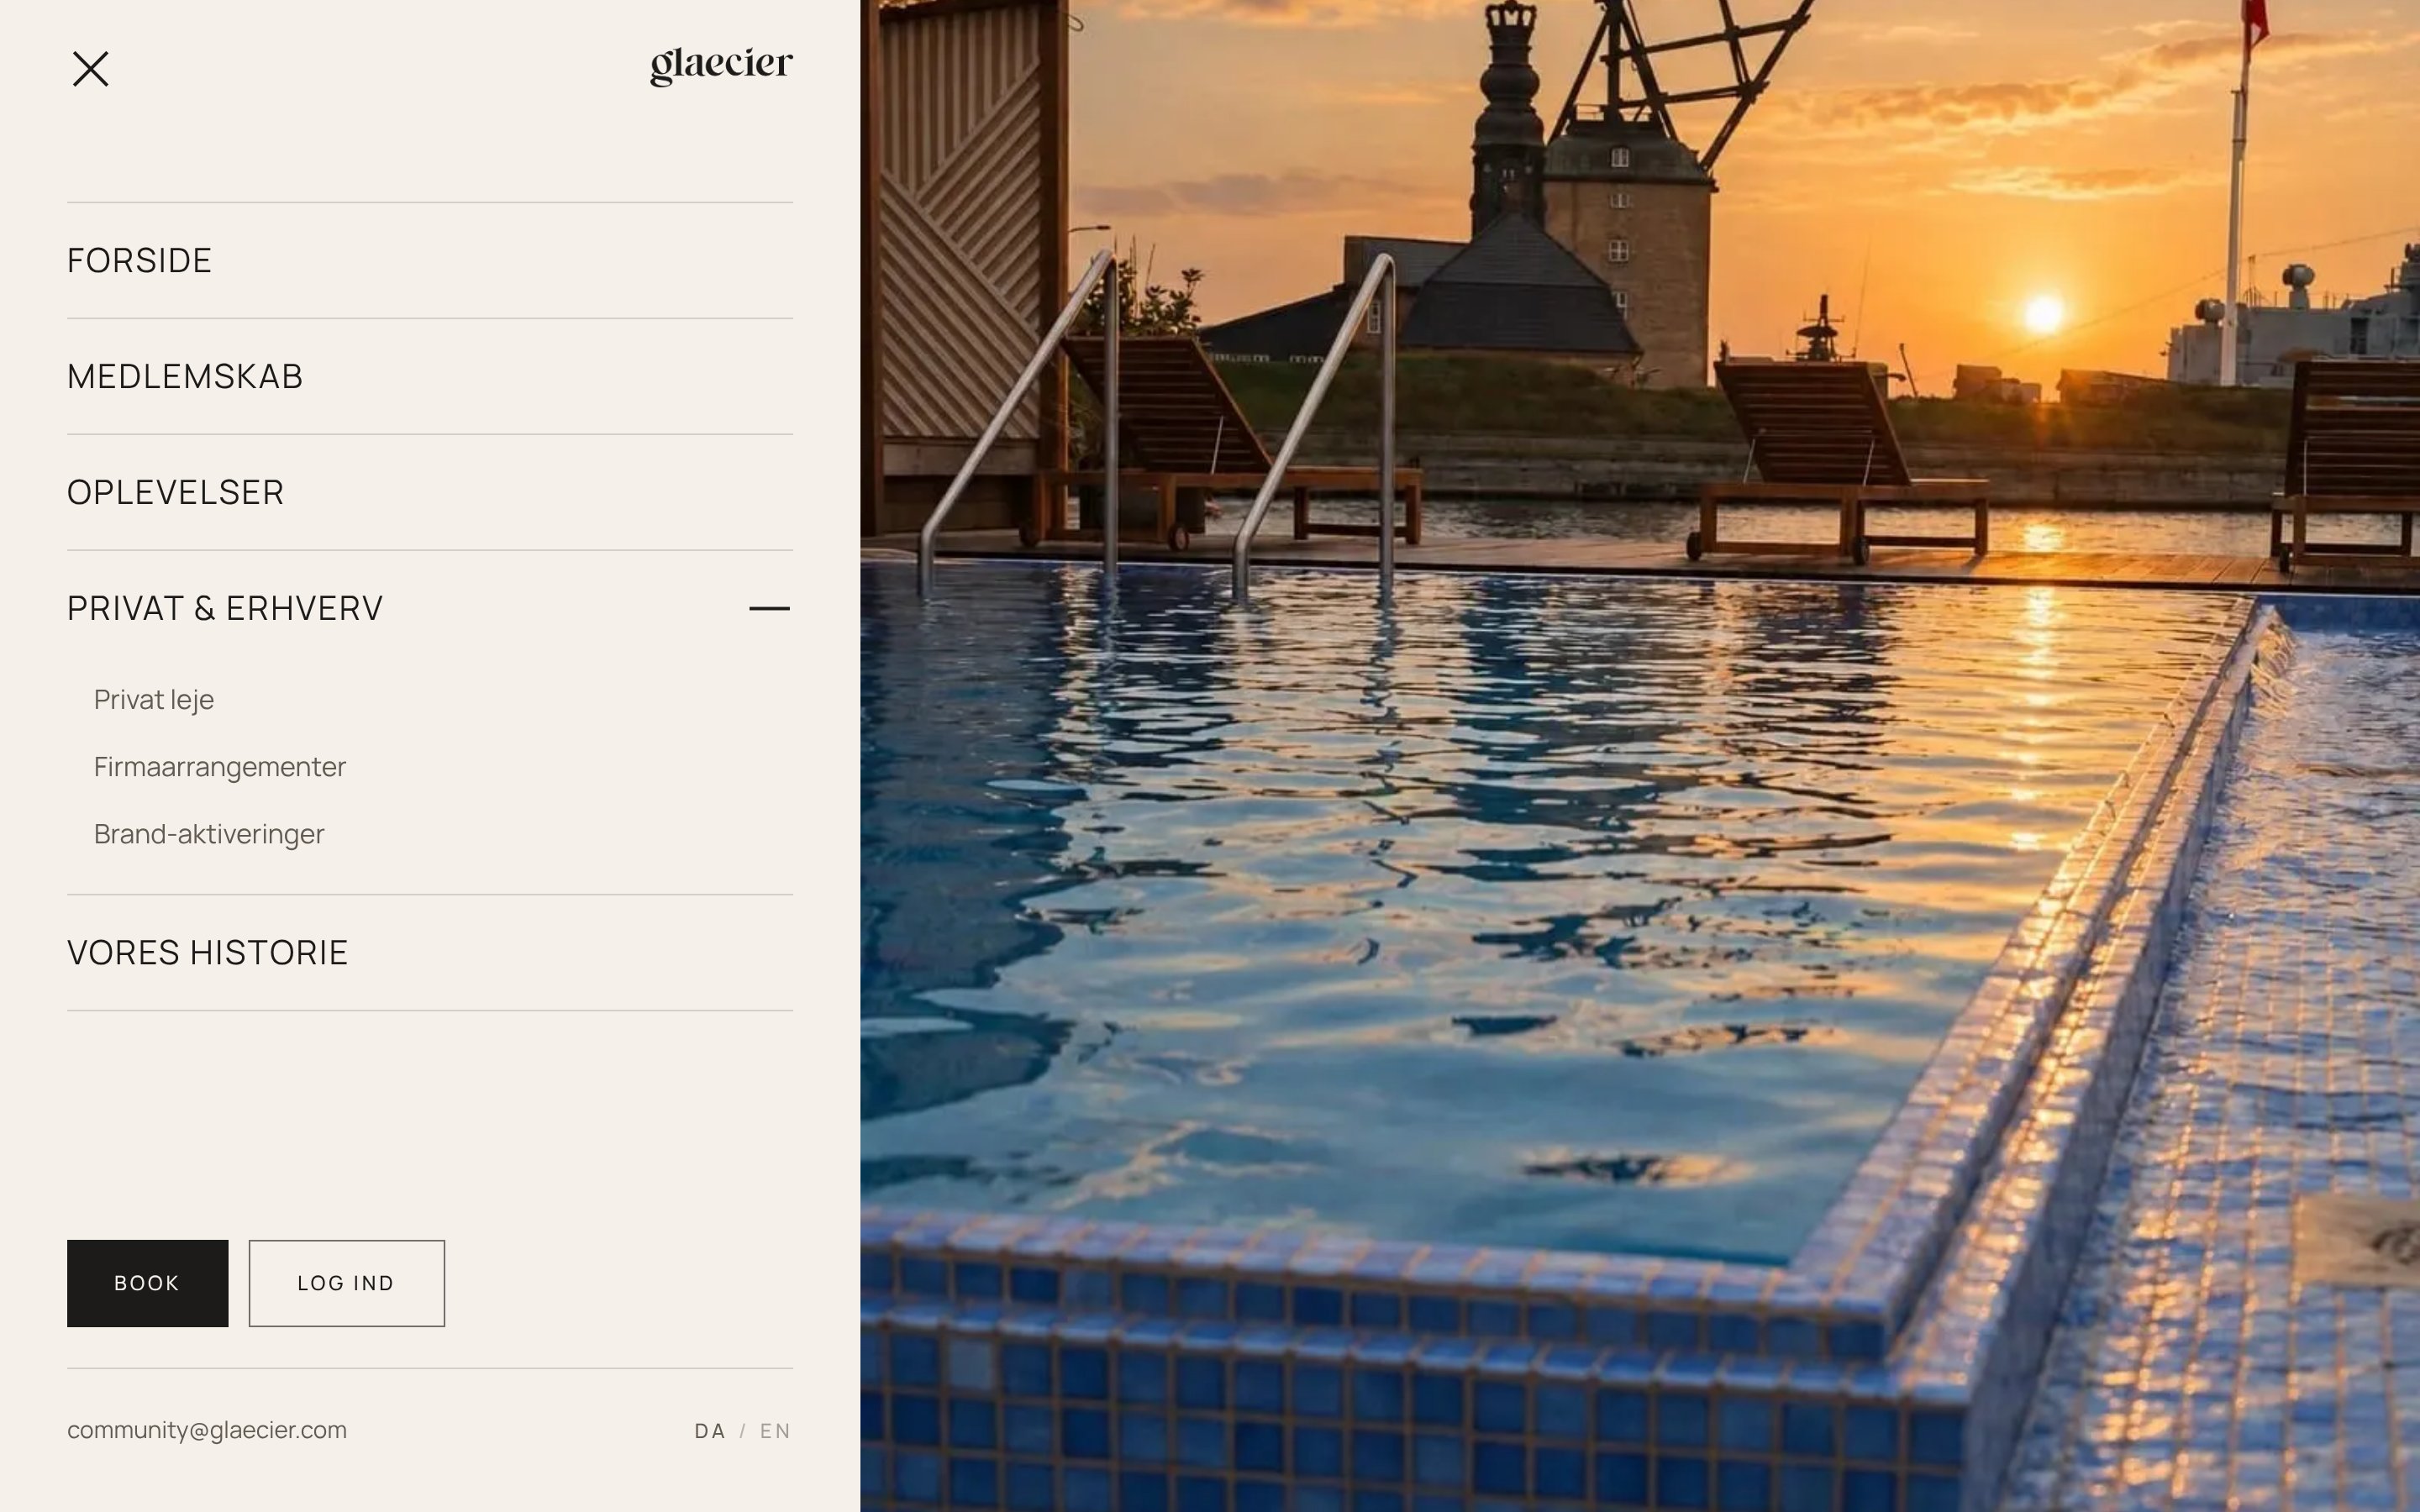 glaecier
FORSIDE
MEDLEMSKAB
OPLEVELSER
PRIVAT & ERHVERV
Privat leje
Firmaarrangementer
Brand-aktiveringer
VORES HISTORIE
BOOK
LOG IND
community@glaecier.com
DA / EN